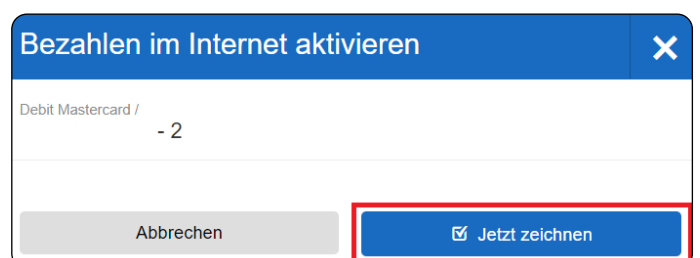 Bezahlen im Internet aktivieren
Debit Mastercard /
- 2
Abbrechen
Jetzt zeichnen